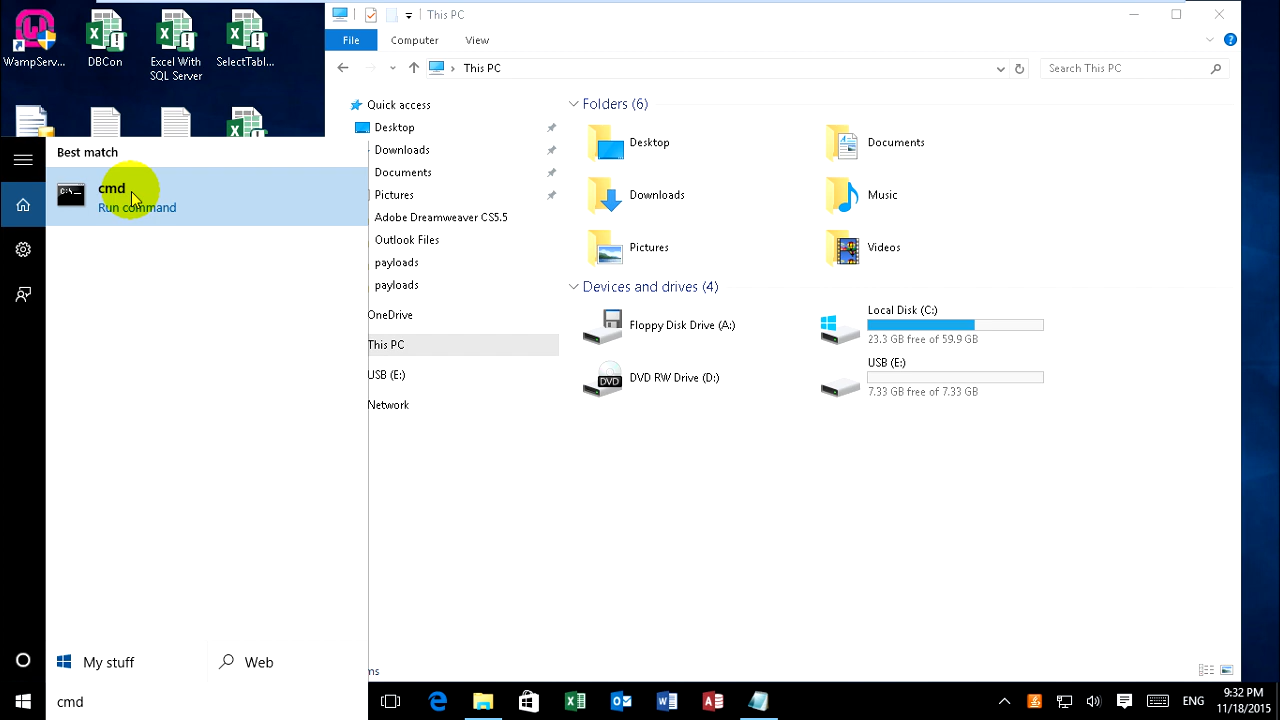 WampServ...
DBCon
Excel With
SQL Server
SelectTabl...
Best match
cmd
Run command
My stuff
Web
cmd
This PC
File
Computer
View
This PC
Search This PC
Quick access
Desktop
Downloads
Documents
Pictures
Adobe Dreamweaver CS5.5
Outlook Files
payloads
payloads
OneDrive
This PC
USB (E:)
Network
ms
Folders (6)
Desktop
Documents
Downloads
Music
Pictures
Videos
Devices and drives (4)
Floppy Disk Drive (A:)
Local Disk (C:)
23.3 GB free of 59.9 GB
DVD
DVD RW Drive (D:)
USB (E:)
7.33 GB free of 7.33 GB
ENG
9:32 PM
11/18/2015